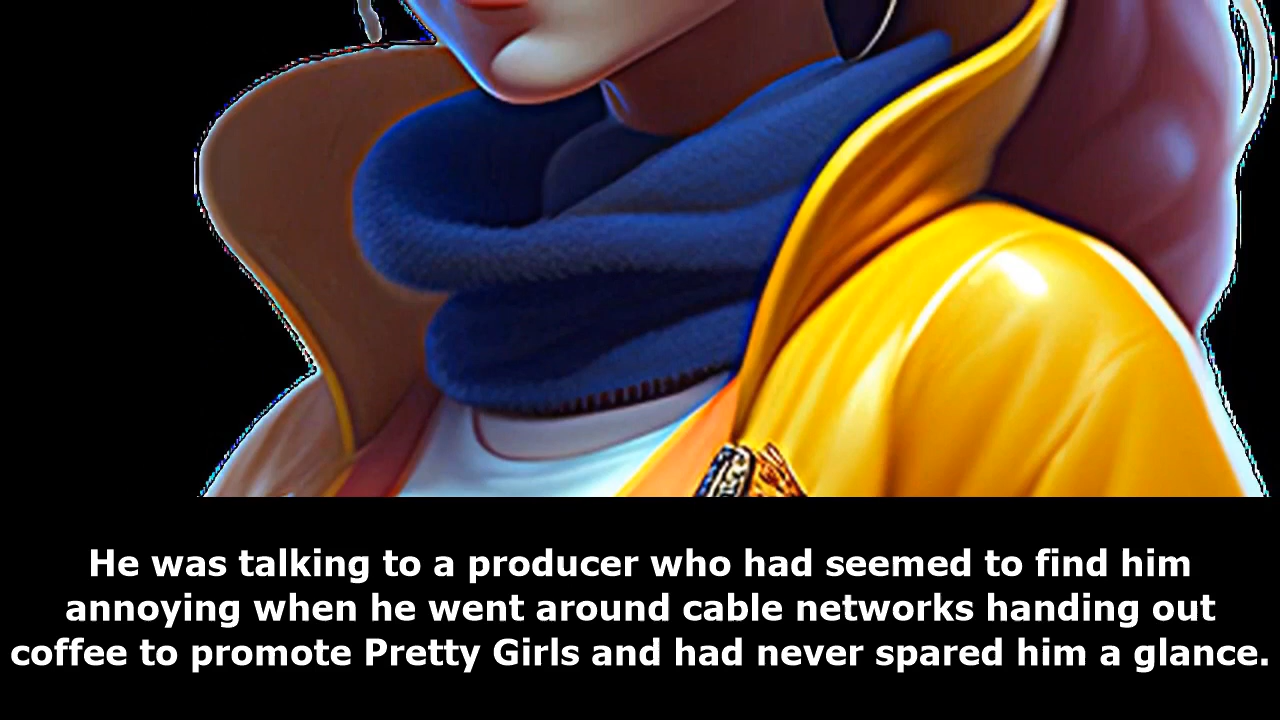 He was talking to a producer who had seemed to find him
annoying when he went around cable networks handing out
coffee to promote Pretty Girls and had never spared him a glance.